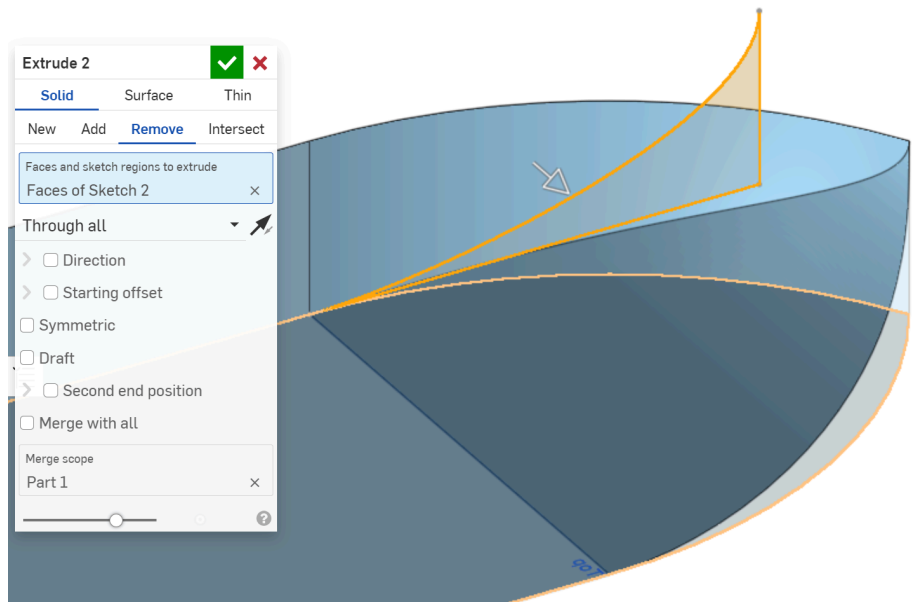 Extrude 2
Solid Surface Thin
New Add Remove Intersect
Faces and sketch regions to extrude
Faces of Sketch 2
Through all
Direction
Starting offset
Symmetric
Draft
Second end position
Merge with all
Merge scope
Part 1
Top